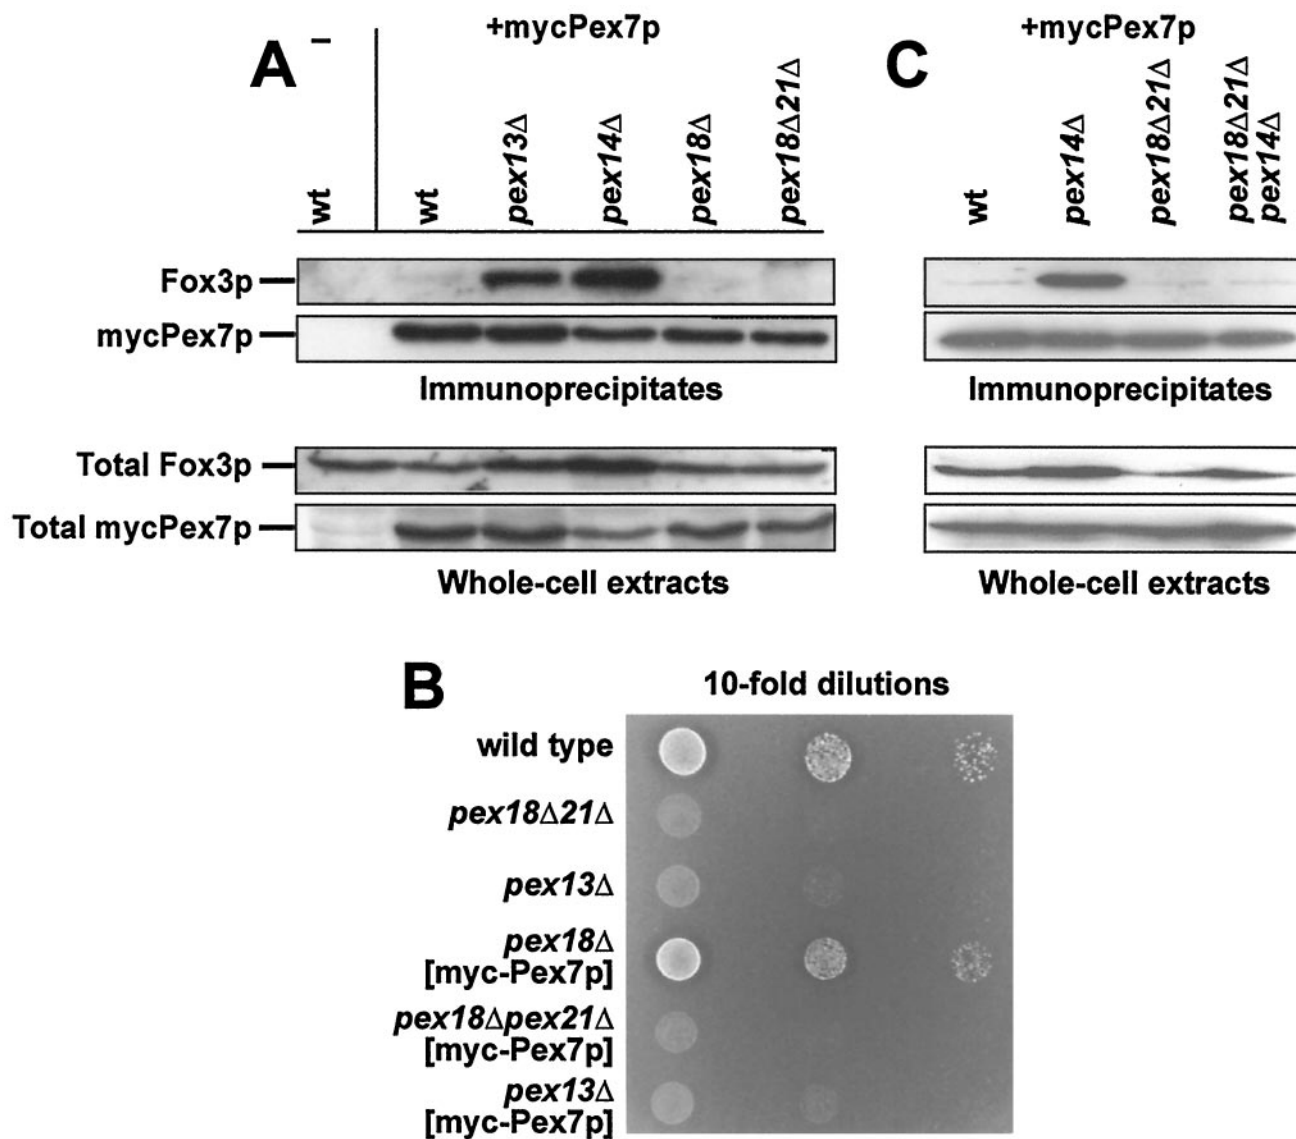 A
–
+mycPex7p
wt
wt
pex13Δ
pex14Δ
pex18Δ
pex18Δ21Δ
Fox3p
mycPex7p
Immunoprecipitates
Total Fox3p
Total mycPex7p
Whole-cell extracts
C
+mycPex7p
wt
pex14Δ
pex18Δ21Δ
pex18Δ21Δ
pex14Δ
Immunoprecipitates
Whole-cell extracts
B
10-fold dilutions
wild type
pex18Δ21Δ
pex13Δ
pex18Δ
[myc-Pex7p]
pex18Δpex21Δ
[myc-Pex7p]
pex13Δ
[myc-Pex7p]